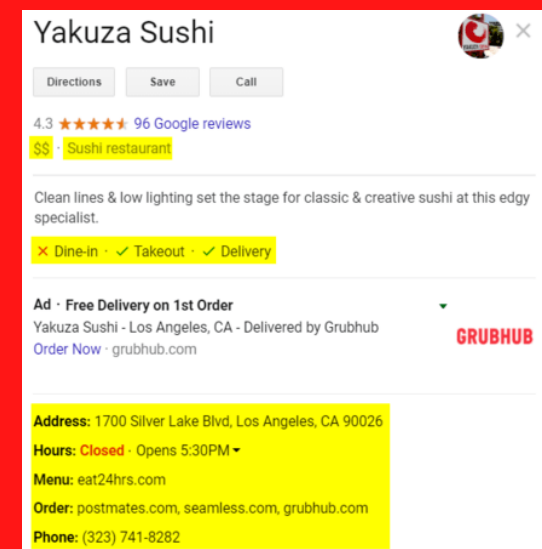 Yakuza Sushi
Directions Save Call
4.3 96 Google reviews
$$ · Sushi restaurant
Clean lines & low lighting set the stage for classic & creative sushi at this edgy
specialist.
Dine-in · Takeout · Delivery
Ad · Free Delivery on 1st Order
Yakuza Sushi - Los Angeles, CA - Delivered by Grubhub
Order Now · grubhub.com
GRUBHUB
Address: 1700 Silver Lake Blvd, Los Angeles, CA 90026
Hours: Closed · Opens 5:30PM
Menu: eat24hrs.com
Order: postmates.com, seamless.com, grubhub.com
Phone: (323) 741-8282